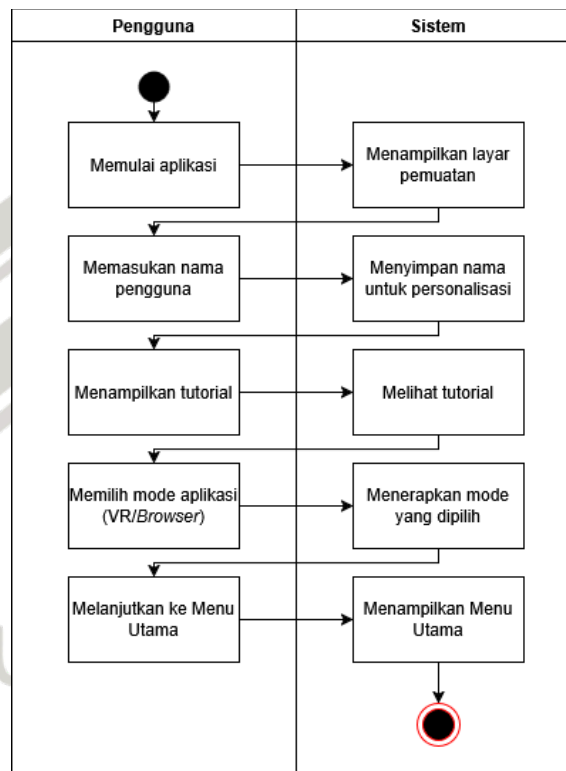 Pengguna
Sistem
Memulai aplikasi
Menampilkan layar
pemuatan
Memasukan nama
pengguna
Menyimpan nama
untuk personalisasi
Menampilkan tutorial
Melihat tutorial
Memilih mode aplikasi
(VR/Browser)
Menerapkan mode
yang dipilih
Melanjutkan ke Menu
Utama
Menampilkan Menu
Utama